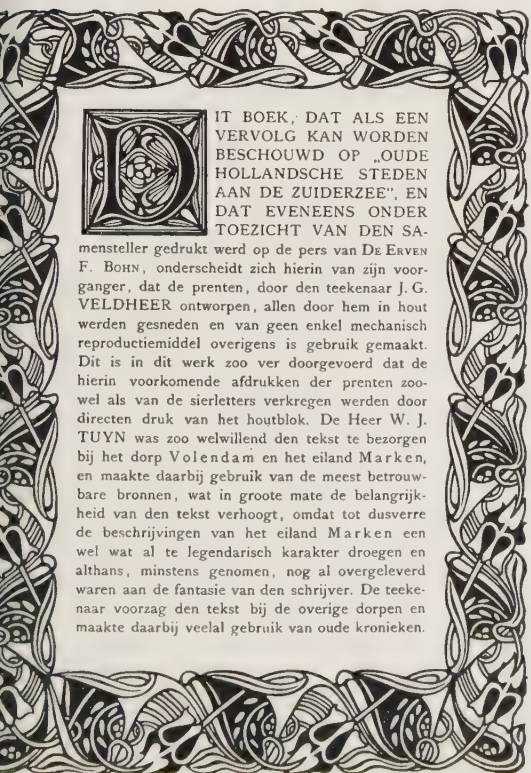 DIT BOEK, DAT ALS EEN
VERVOLG KAN WORDEN
BESCHOUWD OP „OUDE
HOLLANDSCHE STEDEN
AAN DE ZUIDERZEE”, EN
DAT EVENEENS ONDER
TOEZICHT VAN DEN SA-
mensteller gedrukt werd op de pers van DE ERVEN
F. BOHN, onderscheidt zich hierin van zijn voor-
ganger, dat de prenten, door den teekenaar J. G.
VELDHEER ontworpen, allen door hem in hout
werden gesneden en van geen enkel mechanisch
reproductiemiddel overigens is gebruik gemaakt.
Dit is in dit werk zoo ver doorgevoerd dat de
hierin voorkomende afdrukken der prenten zoo-
wel als van de sierletters verkregen werden door
directen druk van het houtblok. De Heer W. J.
TUYN was zoo welwillend den tekst te bezorgen
bij het dorp Volendam en het eiland Marken,
en maakte daarbij gebruik van de meest betrouw-
bare bronnen, wat in groote mate de belangrijk-
heid van den tekst verhoogt, omdat tot dusverre
de beschrijvingen van het eiland Marken een
wel wat al te legendarisch karakter droegen en
althans, minstens genomen, nog al overgeleverd
waren aan de fantasie van den schrijver. De teeke-
naar voorzag den tekst bij de overige dorpen en
maakte daarbij veelal gebruik van oude kronieken.